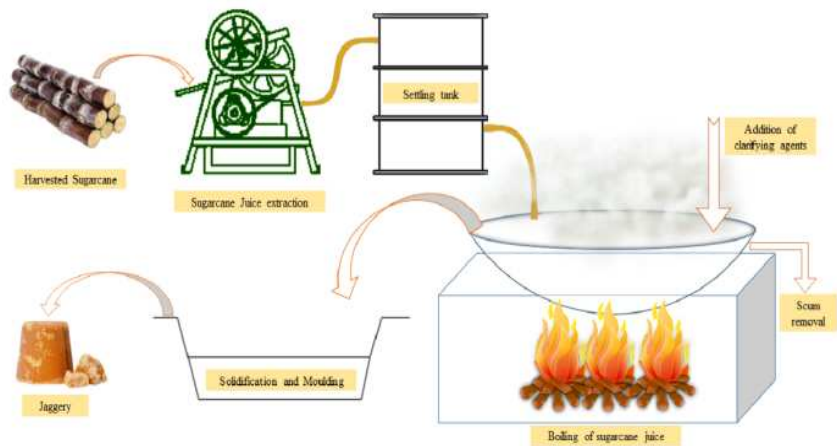 Harvested Sugarcane
Sugarcane Juice extraction
Settling tank
Addition of
clarifying agents
Scum
removal
Boiling of sugarcane juice
Solidification and Moulding
Jaggery